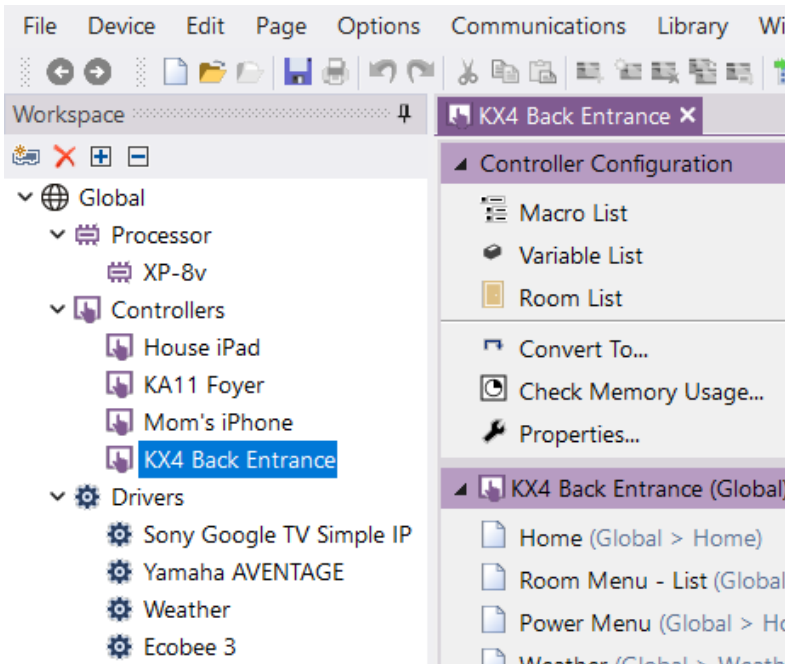 File Device Edit Page Options Communications Library
Workspace
Global
Processor
XP-8v
Controllers
House iPad
KA11 Foyer
Mom's iPhone
KX4 Back Entrance
Drivers
Sony Google TV Simple IP
Yamaha AVENTAGE
Weather
Ecobee 3
KX4 Back Entrance
Controller Configuration
Macro List
Variable List
Room List
Convert To...
Check Memory Usage...
Properties...
KX4 Back Entrance (Global)
Home (Global > Home)
Room Menu - List (Global
Power Menu (Global >
Weather (Global >